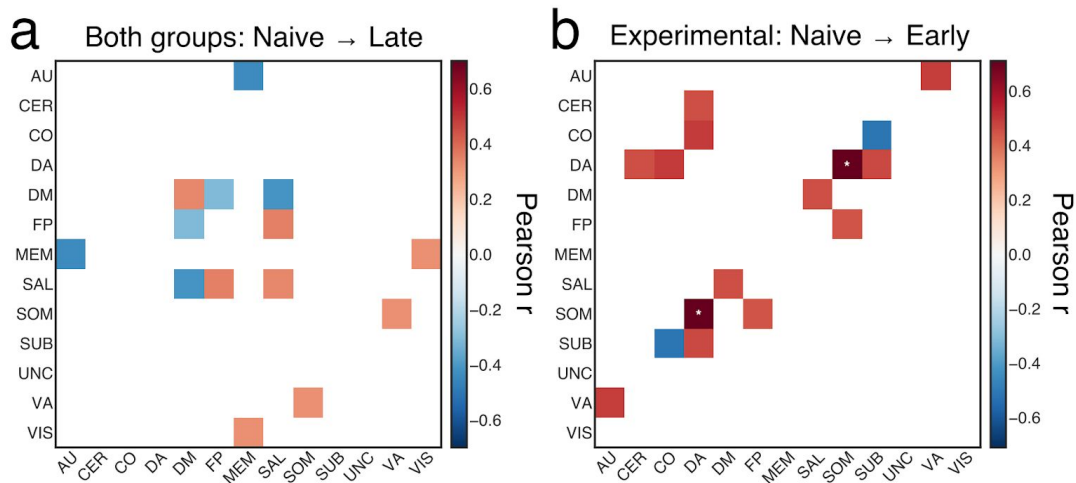 a
Both groups: Naive → Late
AU
CER
CO
DA
DM
FP
MEM
SAL
SOM
SUB
UNC
VA
VIS
AU CER CO DA DM FP MEM SAL SOM SUB UNC VA VIS
0.6
0.4
0.2
0.0
−0.2
−0.4
−0.6
Pearson r
b
Experimental: Naive → Early
AU
CER
CO
DA
DM
FP
MEM
SAL
SOM
SUB
UNC
VA
VIS
*
*
AU CER CO DA DM FP MEM SAL SOM SUB UNC VA VIS
0.6
0.4
0.2
0.0
−0.2
−0.4
−0.6
Pearson r